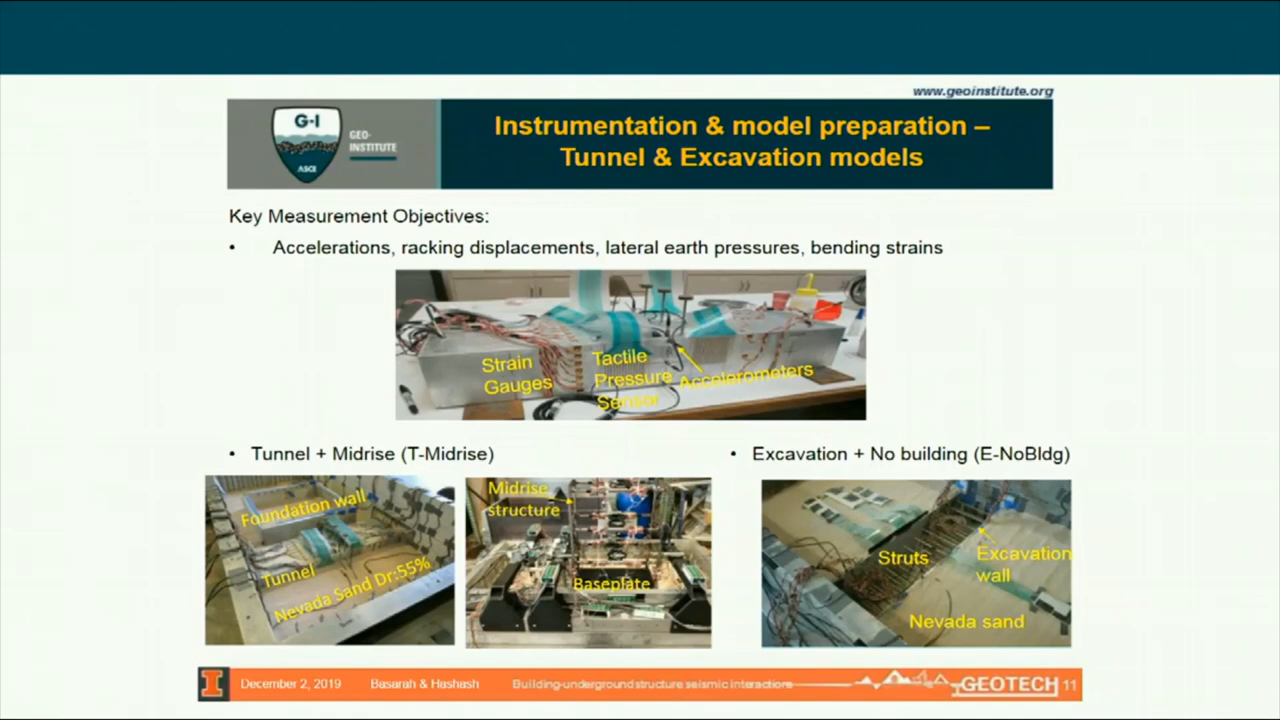 www.geoinstitute.org
G-I
GEO-
INSTITUTE
ASCE
Instrumentation & model preparation –
Tunnel & Excavation models
Key Measurement Objectives:
• Accelerations, racking displacements, lateral earth pressures, bending strains
Strain
Gauges
Tactile
Pressure
Sensor
Accelerometers
• Tunnel + Midrise (T-Midrise)
• Excavation + No building (E-NoBldg)
Foundation wall
Tunnel
Nevada Sand Dr:55%
Midrise
structure
Baseplate
Struts
Excavation
wall
Nevada sand
I
December 2, 2019
Basarah & Hashash
Building-underground structure seismic interactions
GEOTECH
11